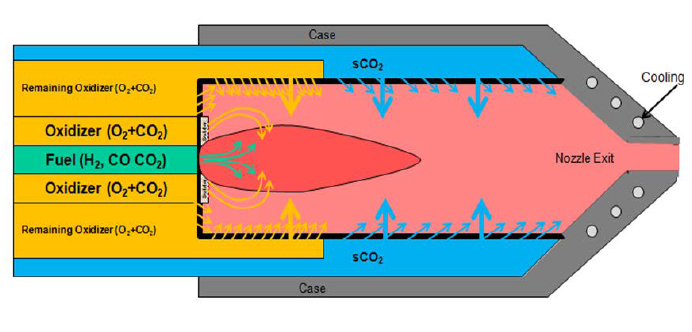 Case
sCO₂
Cooling
Remaining Oxidizer (O₂+CO₂)
Oxidizer (O₂+CO₂)
Fuel (H₂, CO CO₂)
Nozzle Exit
Oxidizer (O₂+CO₂)
Remaining Oxidizer (O₂+CO₂)
sCO₂
Case